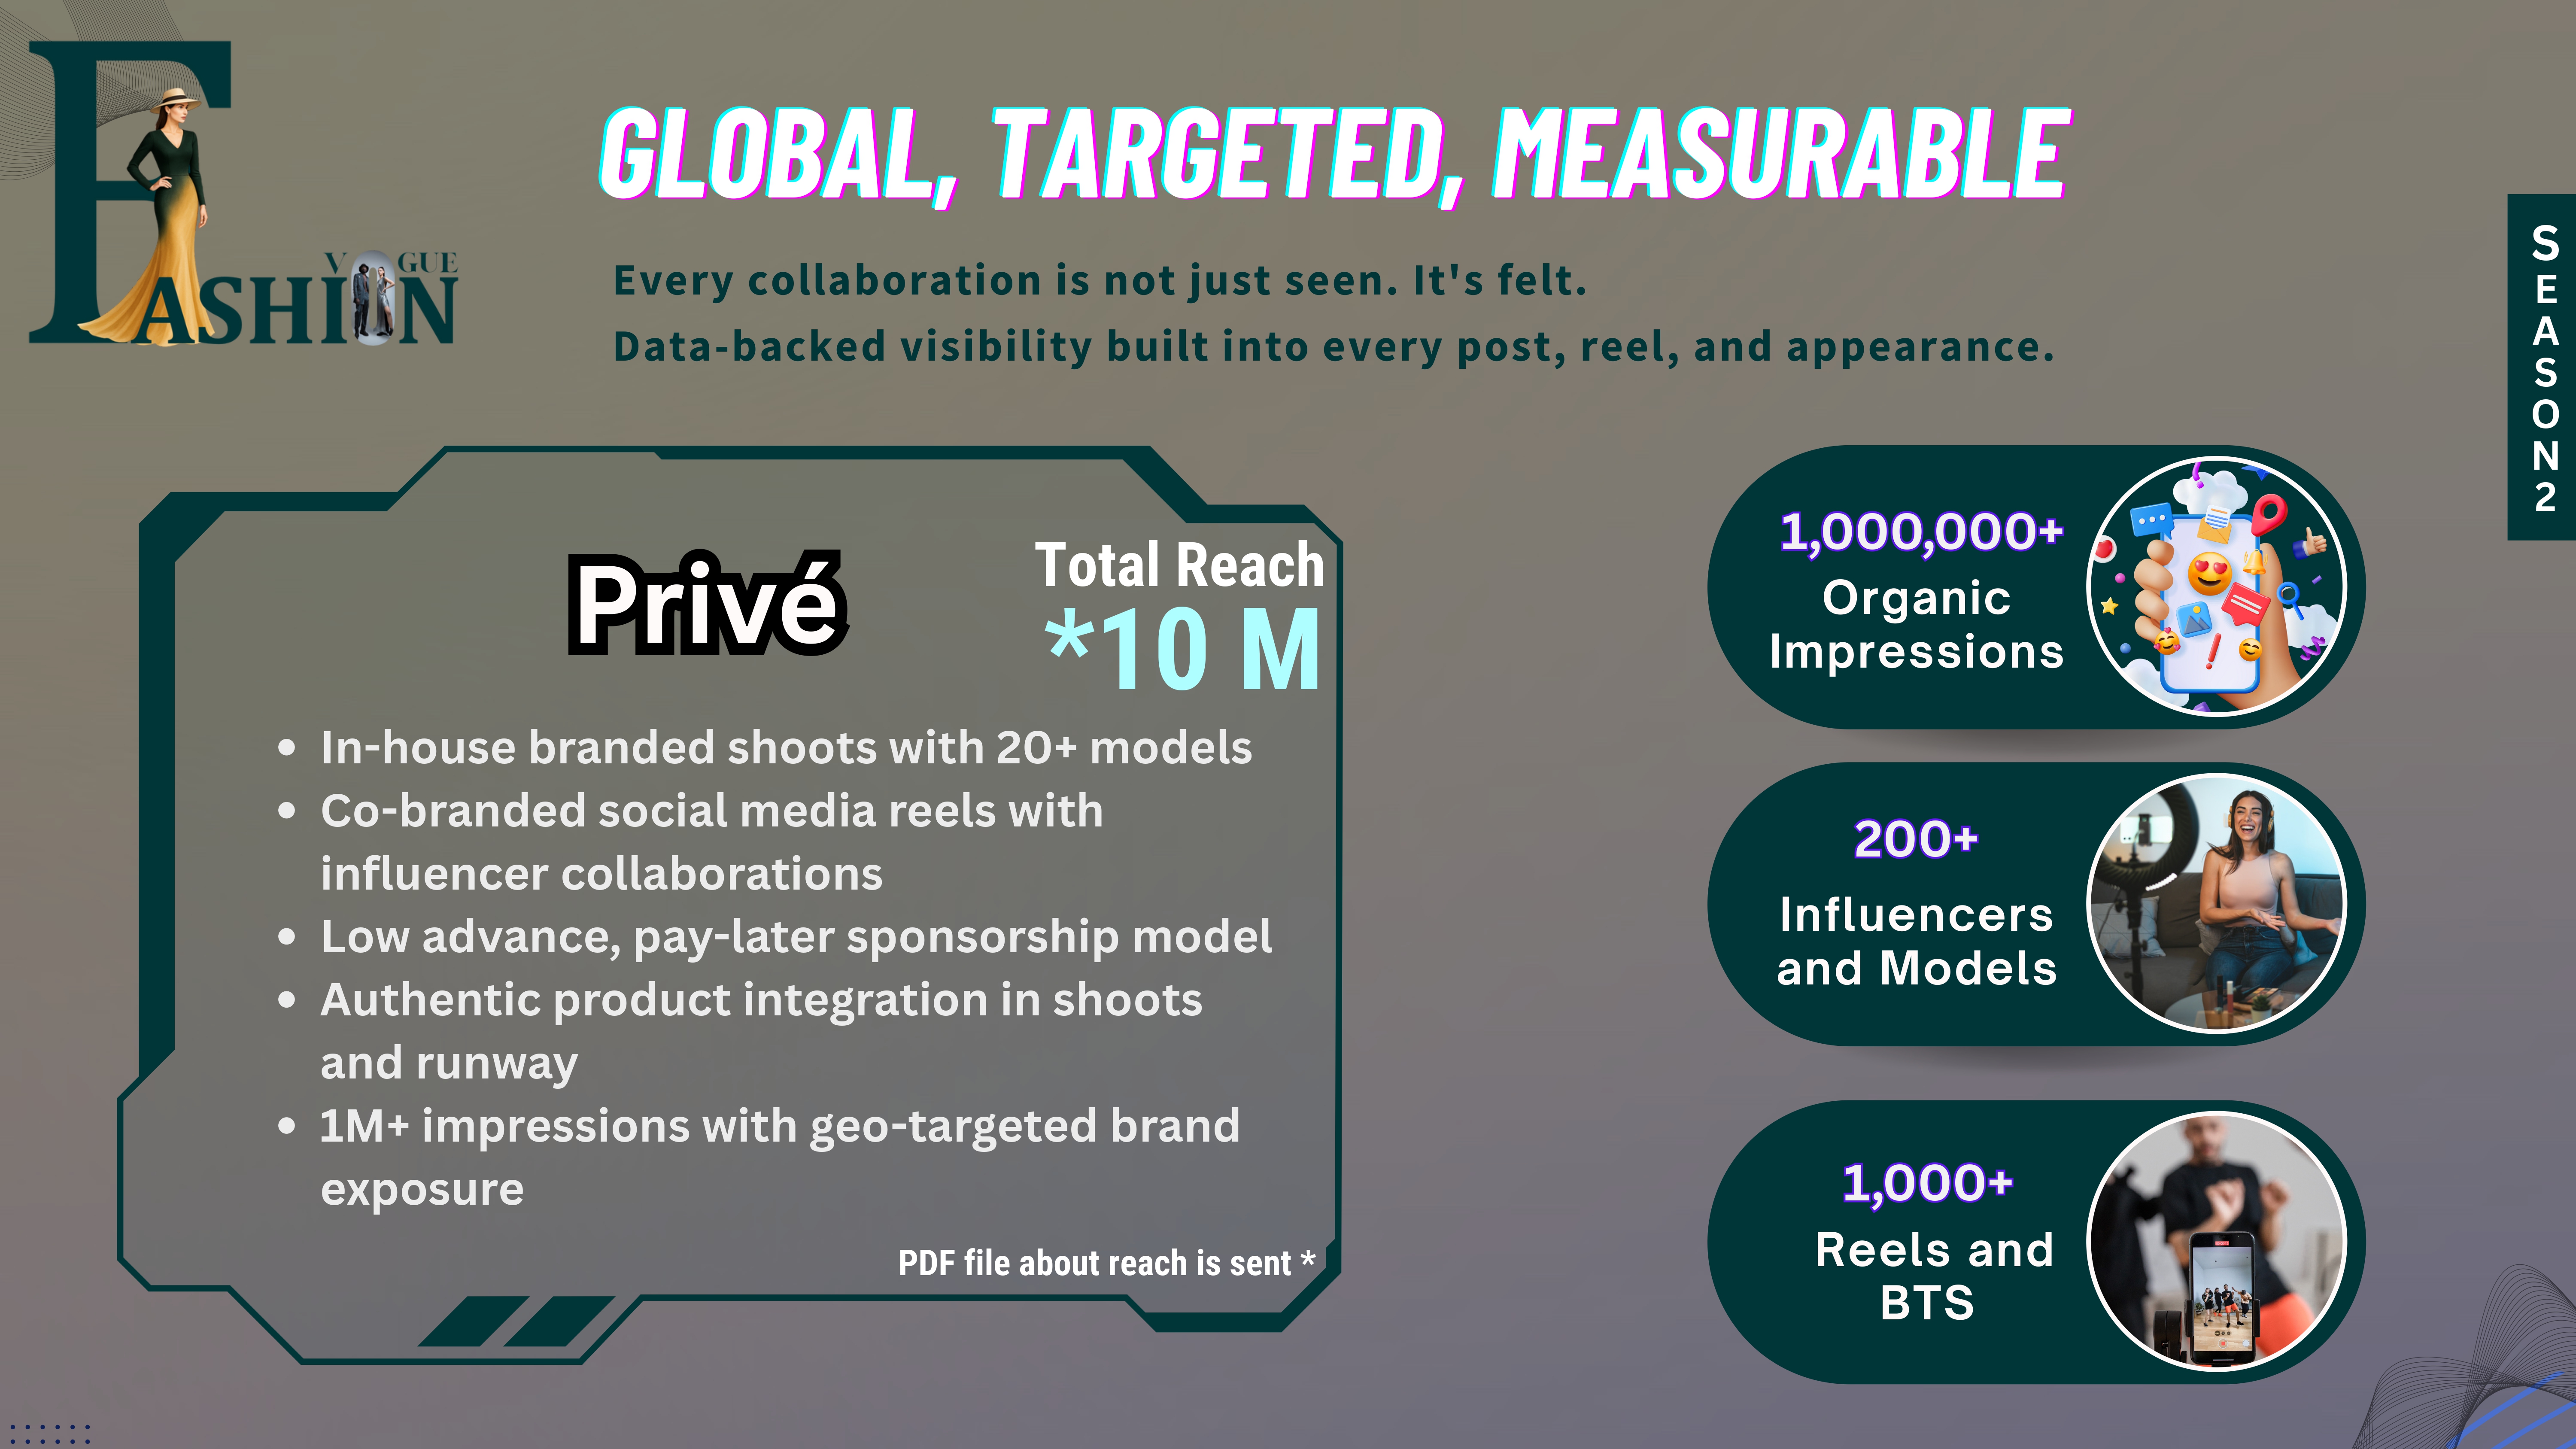 FASHION
VOGUE
GLOBAL, TARGETED, MEASURABLE
Every collaboration is not just seen. It's felt.
Data-backed visibility built into every post, reel, and appearance.
SEASON2
Privé
Total Reach
*10 M
• In-house branded shoots with 20+ models
• Co-branded social media reels with
influencer collaborations
• Low advance, pay-later sponsorship model
• Authentic product integration in shoots
and runway
• 1M+ impressions with geo-targeted brand
exposure
PDF file about reach is sent *
1,000,000+
Organic
Impressions
200+
Influencers
and Models
1,000+
Reels and
BTS